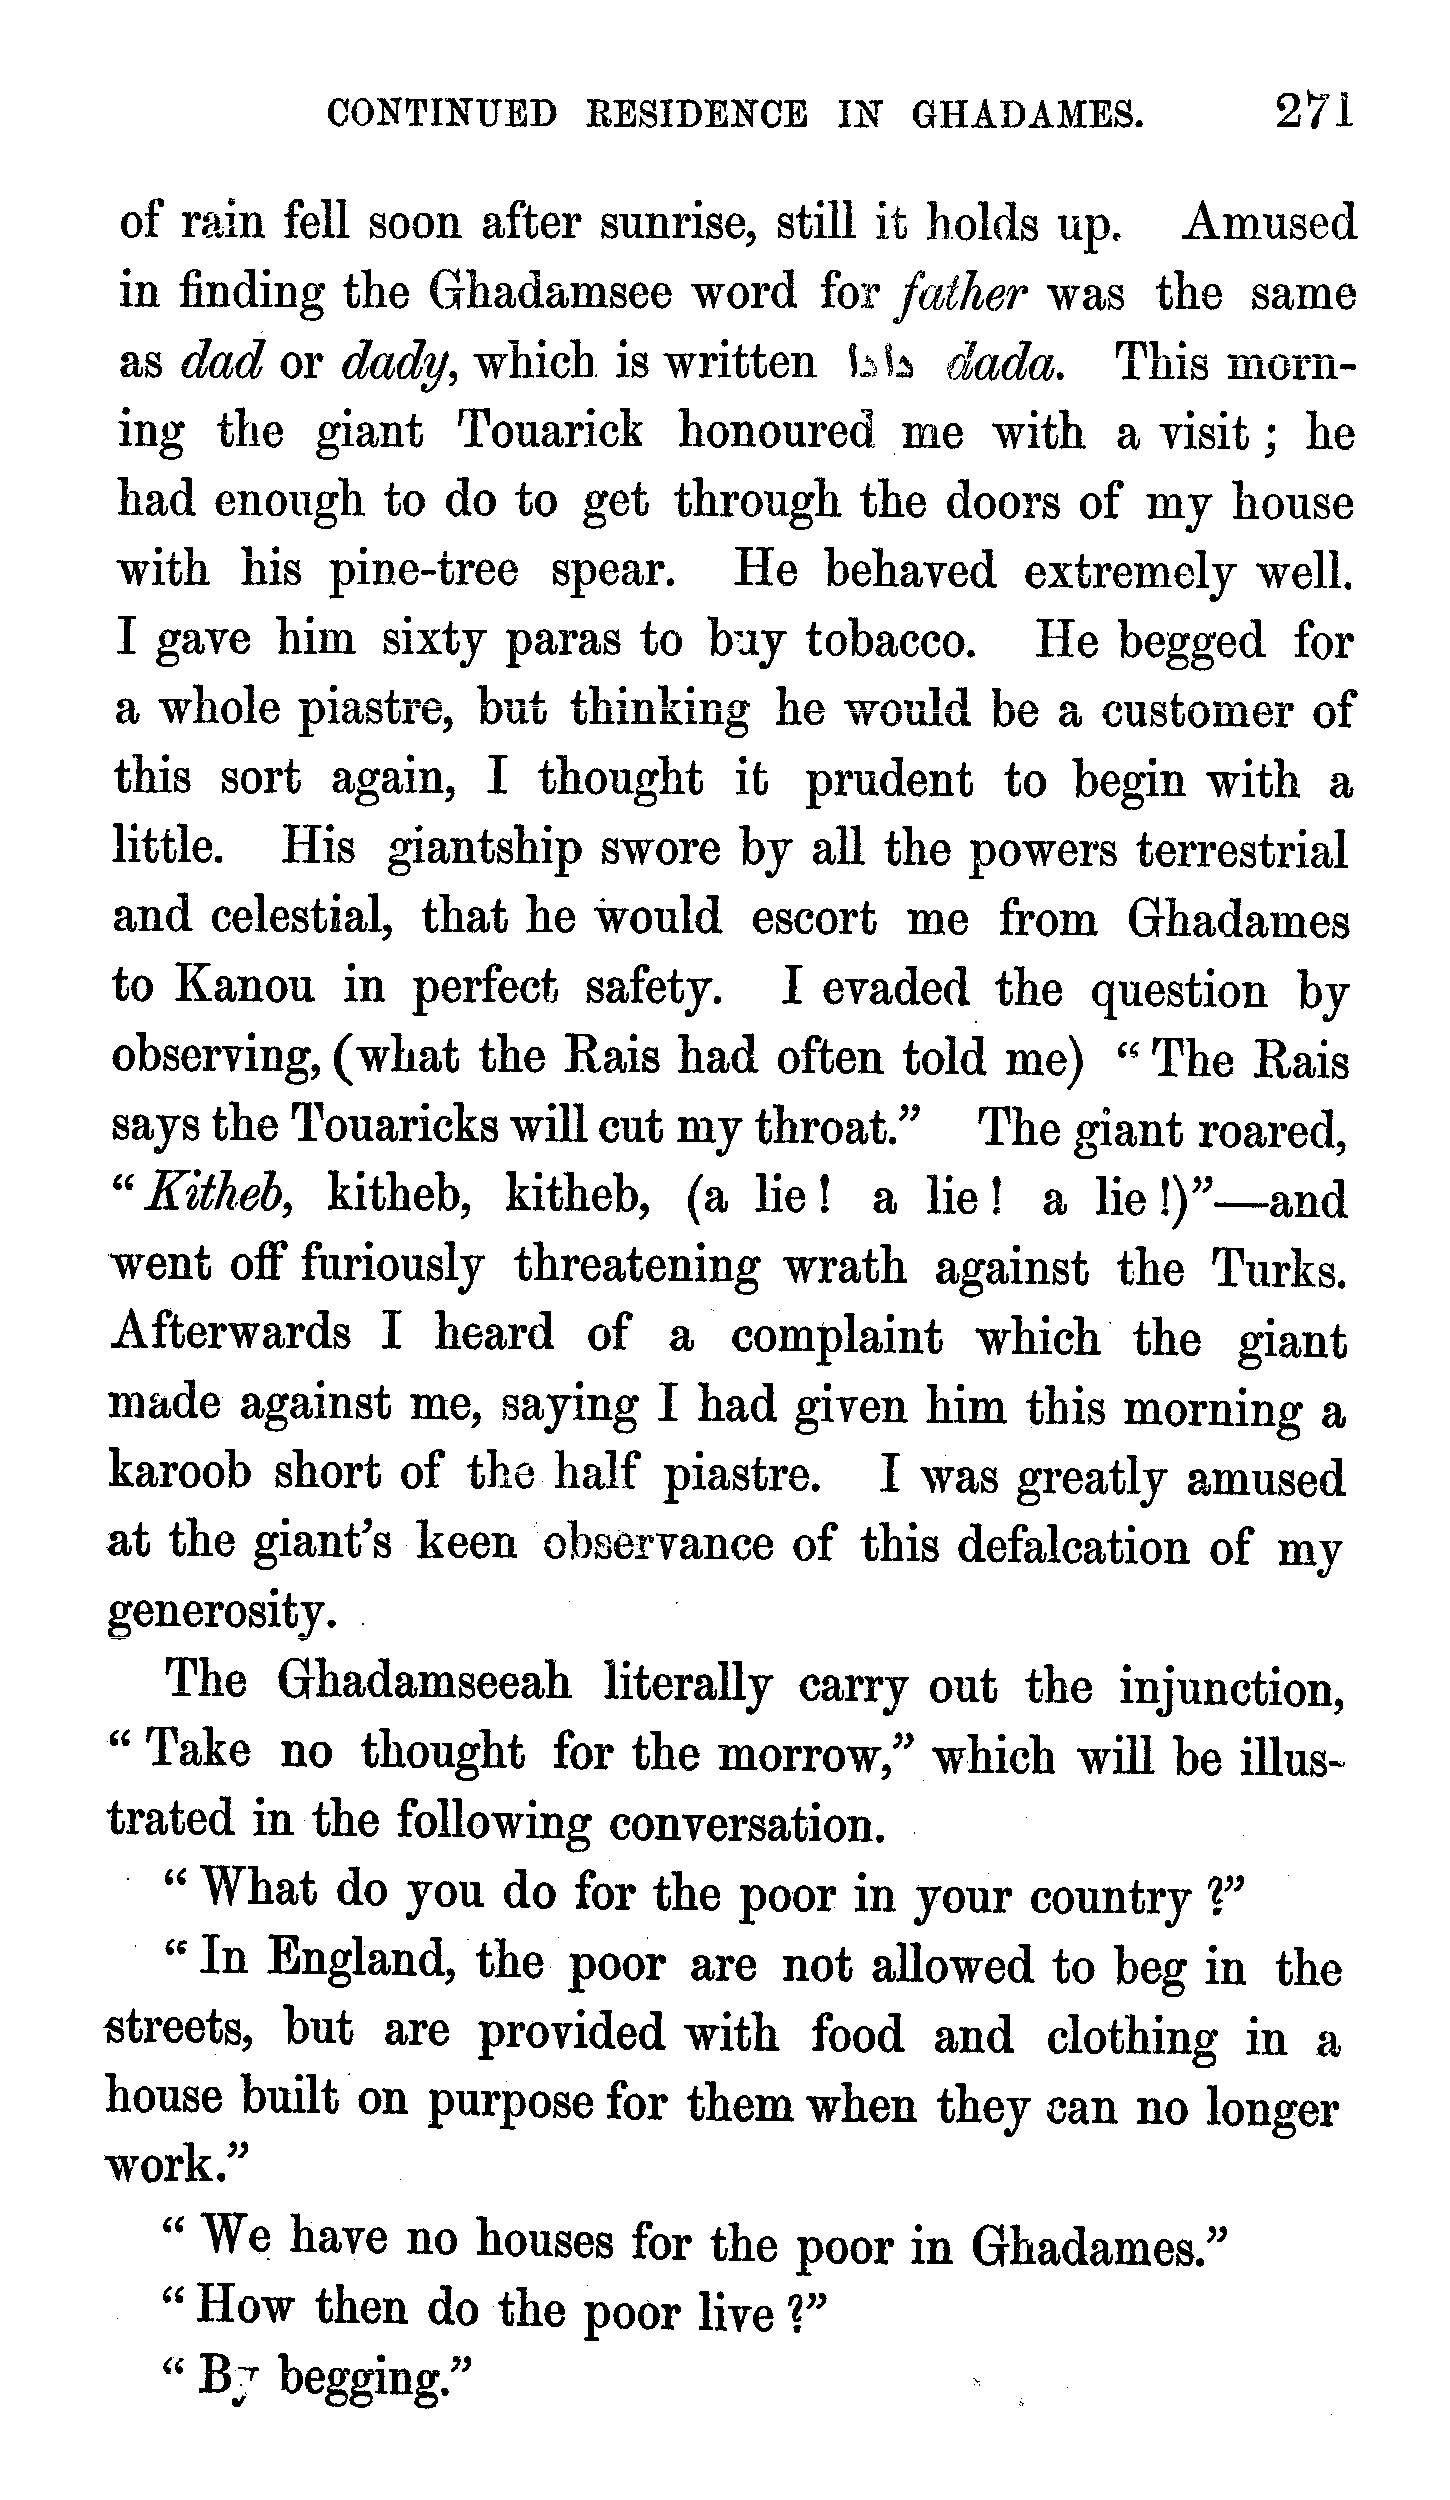 CONTINUED RESIDENCE IN GHADAMES. 271
of rain fell soon after sunrise, still it holds up. Amused
in finding the Ghadamsee word for father was the same
as dad or dady, which is written دادا dada. This morn-
ing the giant Touarick honoured me with a visit; he
had enough to do to get through the doors of my house
with his pine-tree spear. He behaved extremely well.
I gave him sixty paras to buy tobacco. He begged for
a whole piastre, but thinking he would be a customer of
this sort again, I thought it prudent to begin with a
little. His giantship swore by all the powers terrestrial
and celestial, that he would escort me from Ghadames
to Kanou in perfect safety. I evaded the question by
observing, (what the Rais had often told me) "The Rais
says the Touaricks will cut my throat." The giant roared,
"Kitheb, kitheb, kitheb, (a lie! a lie! a lie!)"—and
went off furiously threatening wrath against the Turks.
Afterwards I heard of a complaint which the giant
made against me, saying I had given him this morning a
karoob short of the half piastre. I was greatly amused
at the giant's keen observance of this defalcation of my
generosity.
The Ghadamseeah literally carry out the injunction,
"Take no thought for the morrow," which will be illus-
trated in the following conversation.
"What do you do for the poor in your country?"
"In England, the poor are not allowed to beg in the
streets, but are provided with food and clothing in a
house built on purpose for them when they can no longer
work."
"We have no houses for the poor in Ghadames."
"How then do the poor live?"
"By begging."